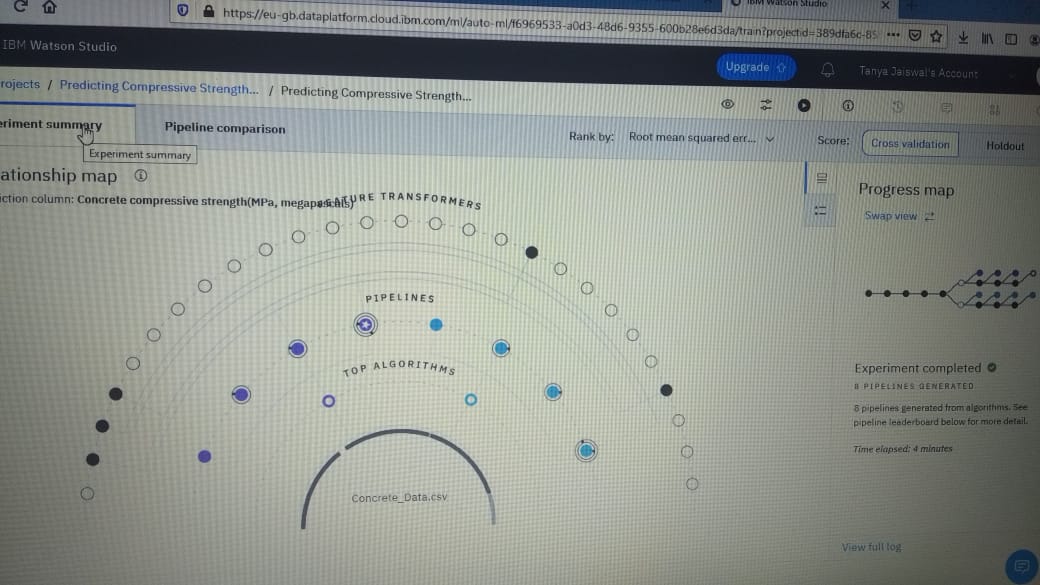 IBM Watson Studio
https://eu-gb.dataplatform.cloud.ibm.com/ml/auto-ml/f6969533-a0d3-48d6-9355-600b28e6d3da/train?projectid=389dfa6c-85
IBM Watson Studio
Upgrade
Tanya Jaiswal's Account
rojects / Predicting Compressive Strength... / Predicting Compressive Strength...
eriment summary
Pipeline comparison
Rank by: Root mean squared err...
Score: Cross validation Holdout
Experiment summary
ationship map
iction column: Concrete compressive strength(MPa, megapascals)
FEATURE TRANSFORMERS
PIPELINES
TOP ALGORITHMS
Concrete_Data.csv
Progress map
Swap view
Experiment completed
8 PIPELINES GENERATED
8 pipelines generated from algorithms. See
pipeline leaderboard below for more detail.
Time elapsed: 4 minutes
View full log